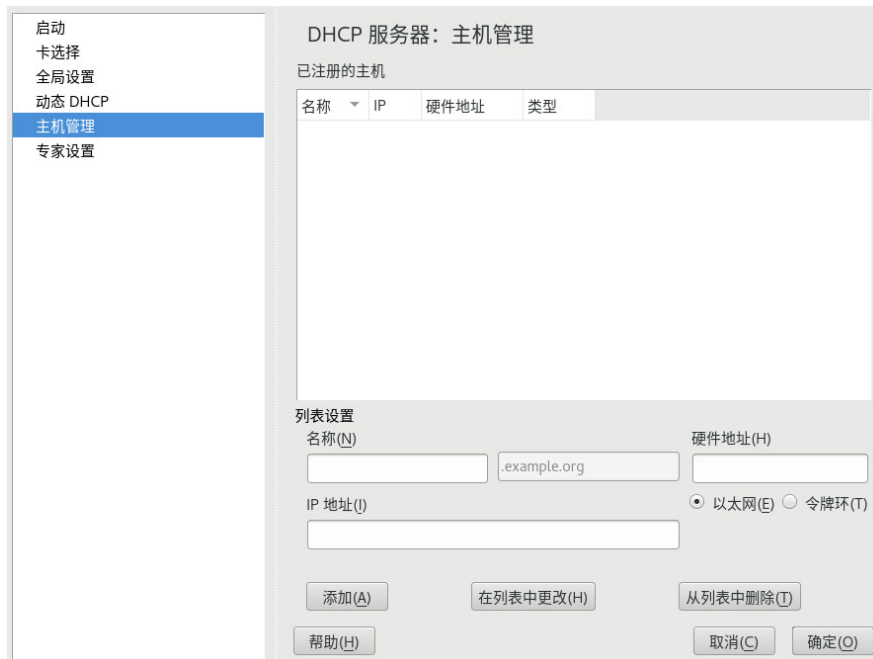 启动
卡选择
全局设置
动态 DHCP
主机管理
专家设置
DHCP 服务器：主机管理
已注册的主机
名称 IP 硬件地址 类型
列表设置
名称(N) 硬件地址(H)
.example.org
IP 地址(I) 以太网(E) 令牌环(T)
添加(A) 在列表中更改(H) 从列表中删除(T)
帮助(H) 取消(C) 确定(O)